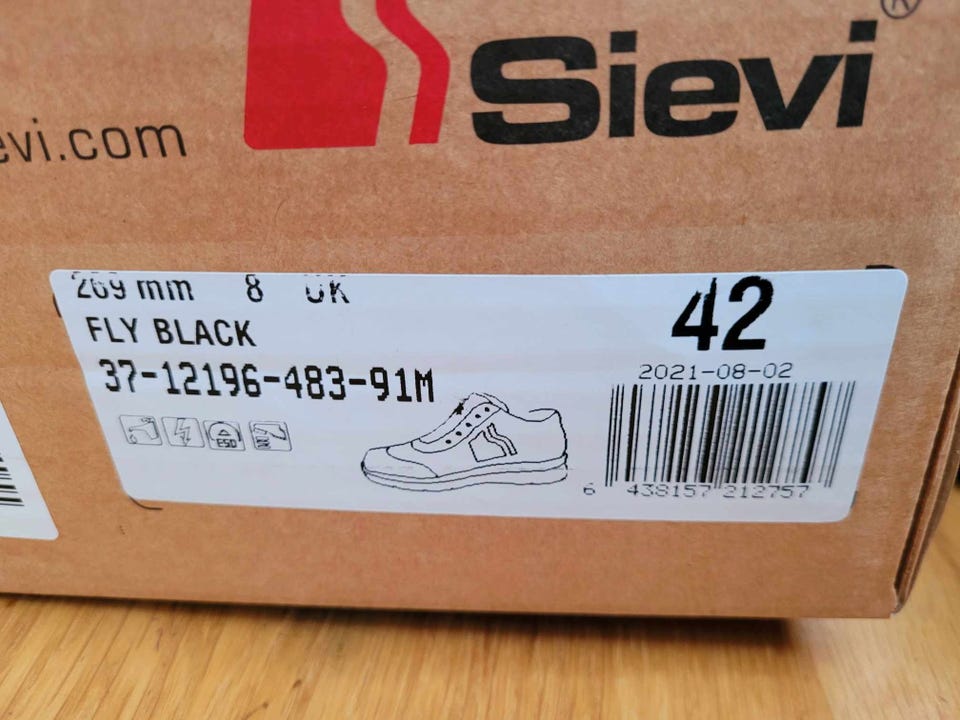 Sievi®
evi.com
269 mm 8 UK
42
FLY BLACK
37-12196-483-91M
2021-08-02
ESD
6 438157 212757